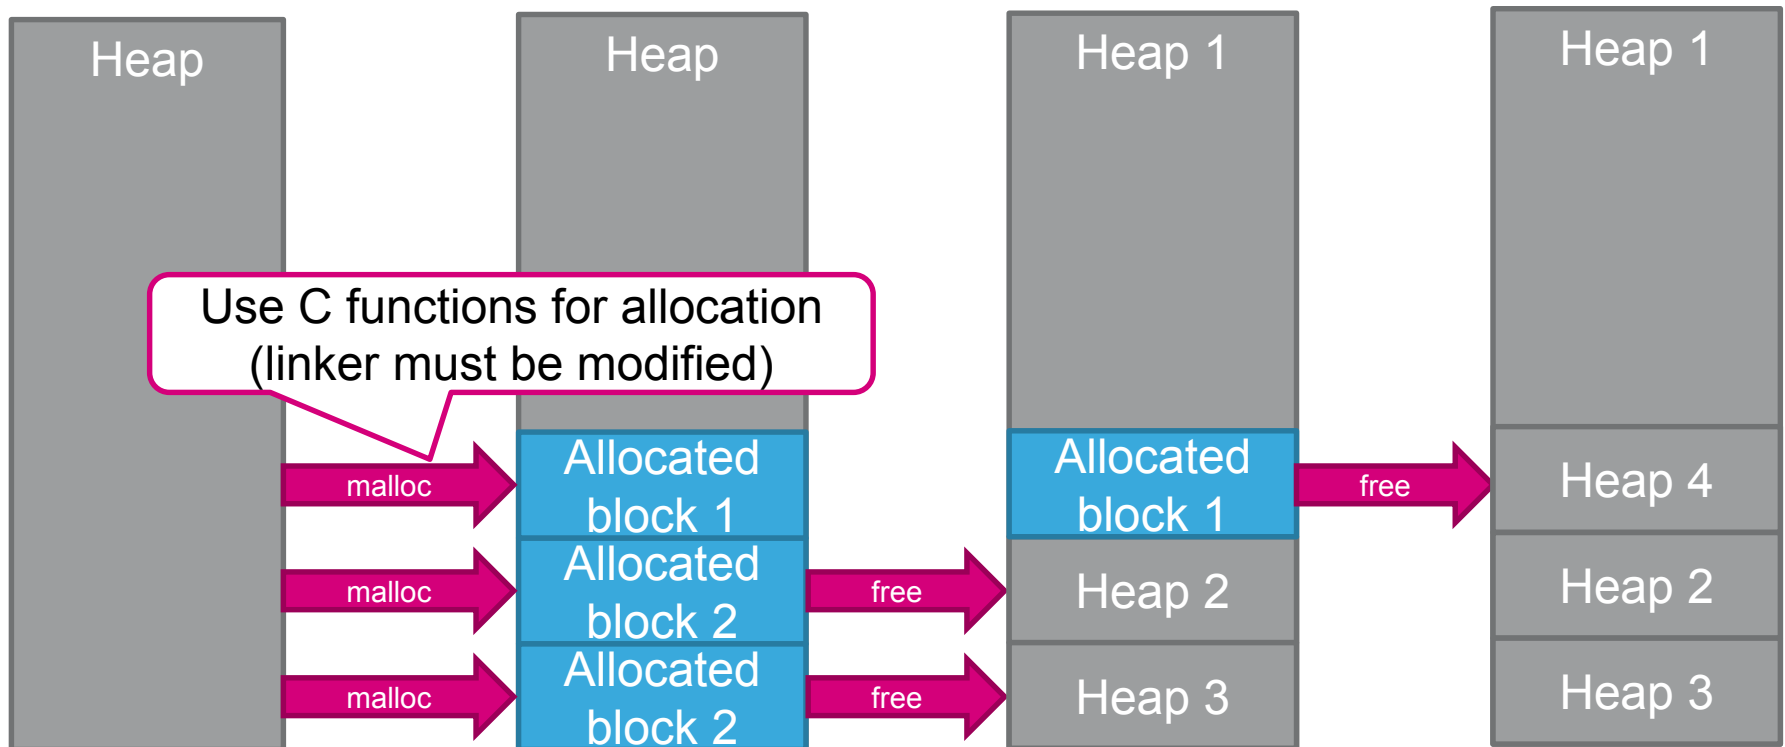 Heap
Heap
Heap 1
Heap 1
Use C functions for allocation
(linker must be modified)
malloc
Allocated
block 1
Allocated
block 1
free
Heap 4
malloc
Allocated
block 2
free
Heap 2
Heap 2
malloc
Allocated
block 2
free
Heap 3
Heap 3